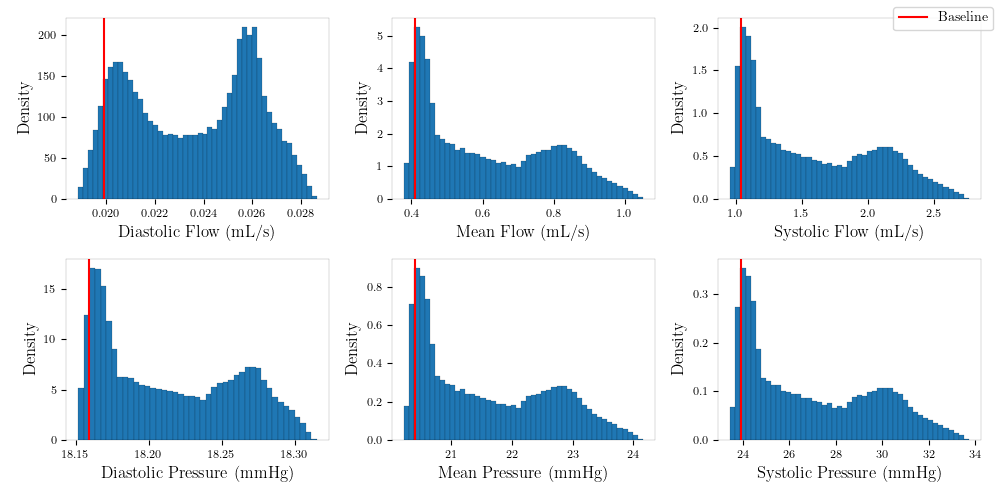 Baseline
Density
200
150
100
50
0
0.020 0.022 0.024 0.026 0.028
Diastolic Flow (mL/s)
Density
5
4
3
2
1
0
0.4 0.6 0.8 1.0
Mean Flow (mL/s)
Density
2.0
1.5
1.0
0.5
0.0
1.0 1.5 2.0 2.5
Systolic Flow (mL/s)
Density
15
10
5
0
18.15 18.20 18.25 18.30
Diastolic Pressure (mmHg)
Density
0.8
0.6
0.4
0.2
0.0
21 22 23 24
Mean Pressure (mmHg)
Density
0.3
0.2
0.1
0.0
24 26 28 30 32 34
Systolic Pressure (mmHg)